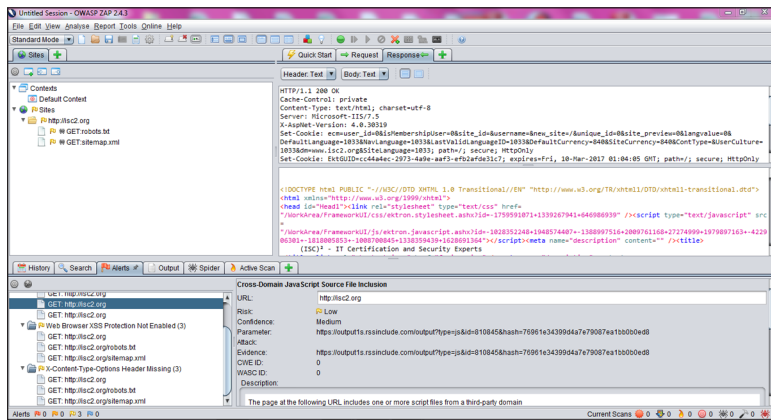 Untitled Session - OWASP ZAP 2.4.3
File Edit View Analyse Report Tools Online Help
Standard Mode
Sites
Quick Start Request Response
Header: Text Body: Text
Contexts
Default Context
Sites
http://isc2.org
GET:robots.txt
GET:sitemap.xml
HTTP/1.1 200 OK
Cache-Control: private
Content-Type: text/html; charset=utf-8
Server: Microsoft-IIS/7.5
X-AspNet-Version: 4.0.30319
Set-Cookie: ecm=user_id=0&isMembershipUser=0&site_id=&username=&new_site=/&unique_id=0&site_preview=0&langvalue=0&
DefaultLanguage=1033&NavLanguage=1033&LastValidLanguageID=1033&DefaultCurrency=840&SiteCurrency=840&ContType=&UserCulture=
1033&dm=www.isc2.org&SiteLanguage=1033; path=/; secure; HttpOnly
Set-Cookie: EktGUID=cc44a4ec-2973-4a9e-aaf3-efb2afde31c7; expires=Fri, 10-Mar-2017 01:04:05 GMT; path=/; secure; HttpOnly
<!DOCTYPE html PUBLIC "-//W3C//DTD XHTML 1.0 Transitional//EN" "http://www.w3.org/TR/xhtml1/DTD/xhtml1-transitional.dtd">
<html xmlns="http://www.w3.org/1999/xhtml">
<head id="Head1"><link rel="stylesheet" type="text/css" href=
"/WorkArea/FrameworkUI/css/ektron.stylesheet.ashx?id=-1759591071+1339267941+646986939" /><script type="text/javascript" src
=
"/WorkArea/FrameworkUI/js/ektron.javascript.ashx?id=-1028352248+1948574407+-1388997516+2009761168+27274999+1979897163+-4229
06301+-1818005853+-1008700845+1338359439+1628691364"></script><meta name="description" content="" /><title>
(ISC)² - IT Certification and Security Experts
History Search Alerts Output Spider Active Scan
GET: http://isc2.org
GET: http://isc2.org
GET: http://isc2.org
Web Browser XSS Protection Not Enabled (3)
GET: http://isc2.org
GET: http://isc2.org/robots.txt
GET: http://isc2.org/sitemap.xml
X-Content-Type-Options Header Missing (3)
GET: http://isc2.org
GET: http://isc2.org/robots.txt
GET: http://isc2.org/sitemap.xml
Cross-Domain JavaScript Source File Inclusion
URL: http://isc2.org
Risk: Low
Confidence: Medium
Parameter: https://output1s.rssinclude.com/output?type=js&id=810845&hash=76961e34399d4a7e79087ea1bb0b0ed8
Attack:
Evidence: https://output1s.rssinclude.com/output?type=js&id=810845&hash=76961e34399d4a7e79087ea1bb0b0ed8
CWE ID: 0
WASC ID: 0
Description:
The page at the following URL includes one or more script files from a third-party domain
Alerts 0 0 3 0 Current Scans 0 0 0 0 0